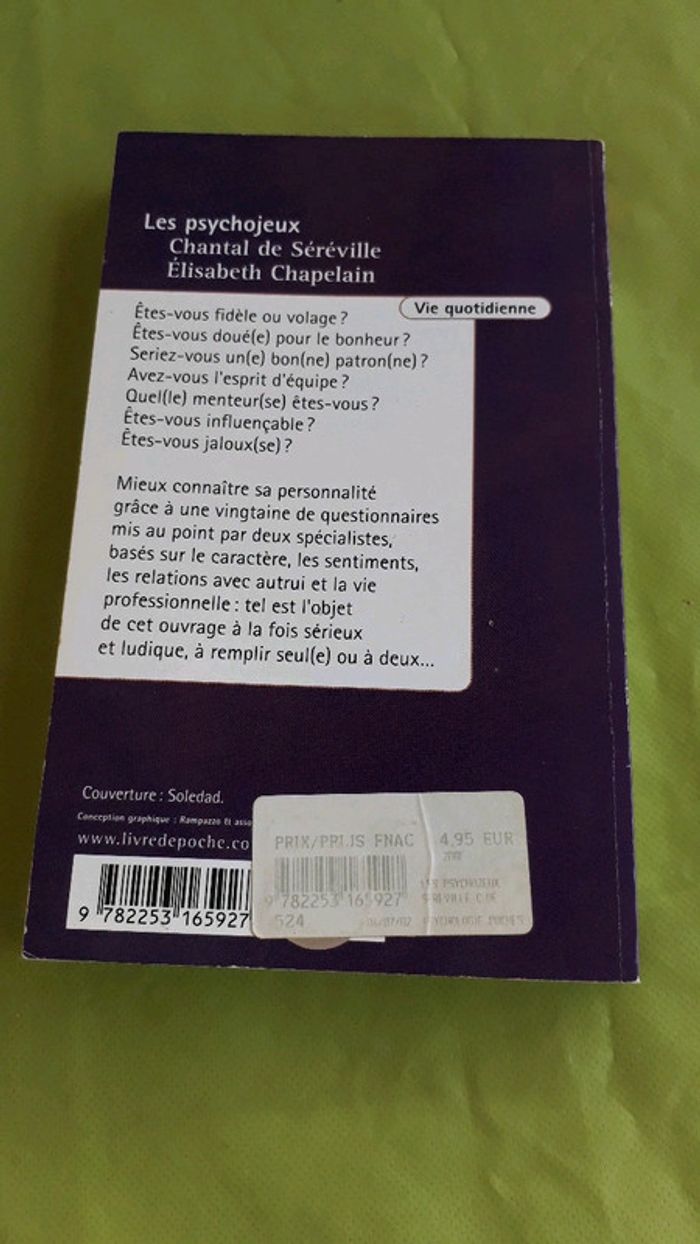 Les psychojeux
Chantal de Séréville
Élisabeth Chapelain
Vie quotidienne
Êtes-vous fidèle ou volage ?
Êtes-vous doué(e) pour le bonheur ?
Seriez-vous un(e) bon(ne) patron(ne) ?
Avez-vous l'esprit d'équipe ?
Quel(le) menteur(se) êtes-vous ?
Êtes-vous influençable ?
Êtes-vous jaloux(se) ?
Mieux connaître sa personnalité
grâce à une vingtaine de questionnaires
mis au point par deux spécialistes,
basés sur le caractère, les sentiments,
les relations avec autrui et la vie
professionnelle : tel est l'objet
de cet ouvrage à la fois sérieux
et ludique, à remplir seul(e) ou à deux...
Couverture : Soledad.
Conception graphique : Rampazzo & asso
www.livredepoche.co
9 782253 165927
PRIX/PRIJS FNAC 4,95 EUR
LES PSYCHOJEUX
9 782253 165927
524 PSYCHOLOGIE POCHES